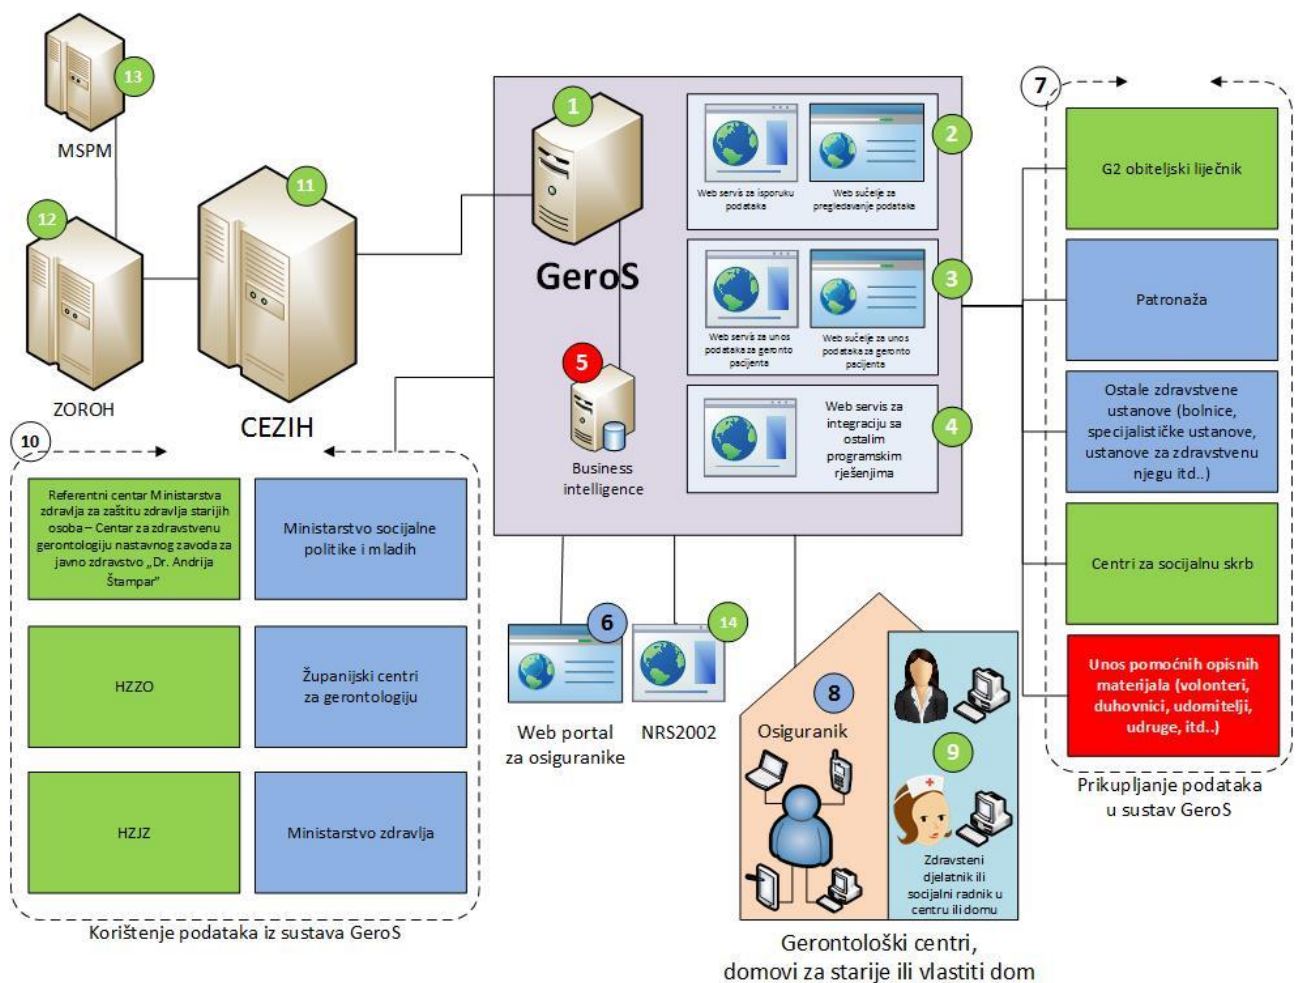 13
MSPM
12
ZOROH
11
CEZIH
1
GeroS
5
Business
intelligence
2
Web servis za isporuku
podataka
Web sučelje za
pregledavanje podataka
3
Web servis za unos
podataka za geronto
pacijenta
Web sučelje za unos
podataka za geronto
pacijenta
4
Web servis za
integraciju sa
ostalim
programskim
rješenjima
7
G2 obiteljski liječnik
Patronaža
Ostale zdravstvene
ustanove (bolnice,
specijalističke ustanove,
ustanove za zdravstvenu
njegu itd..)
Centri za socijalnu skrb
Unos pomoćnih opisnih
materijala (volonteri,
duhovnici, udomitelji,
udruge, itd..)
Prikupljanje podataka
u sustav GeroS
10
Referentni centar Ministarstva
zdravlja za zaštitu zdravlja starijih
osoba – Centar za zdravstvenu
gerontologiju nastavnog zavoda za
javno zdravstvo „Dr. Andrija
Štampar”
Ministarstvo socijalne
politike i mladih
HZZO
Županijski centri
za gerontologiju
HZJZ
Ministarstvo zdravlja
Korištenje podataka iz sustava GeroS
6
Web portal
za osiguranike
14
NRS2002
8
Osiguranik
9
Zdravsteni
djelatnik ili
socijalni radnik u
centru ili domu
Gerontološki centri,
domovi za starije ili vlastiti dom